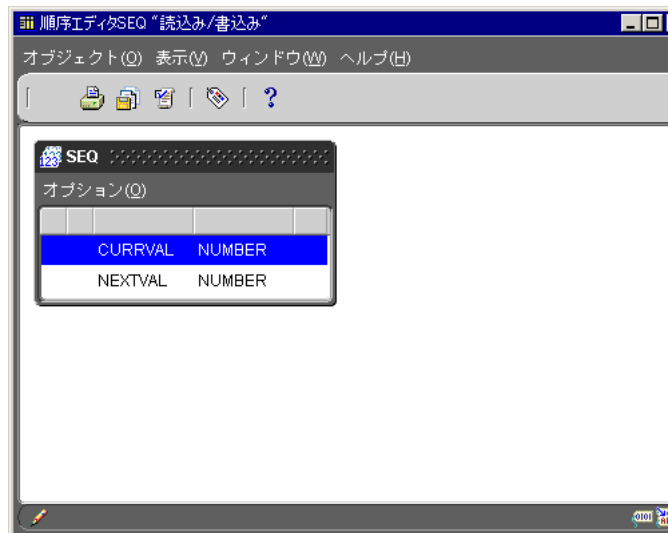 順序エディタSEQ “読込み/書込み”
オブジェクト(O) 表示(V) ウィンドウ(W) ヘルプ(H)
?
123 SEQ
オプション(O)
CURRVAL NUMBER
NEXTVAL NUMBER
0101